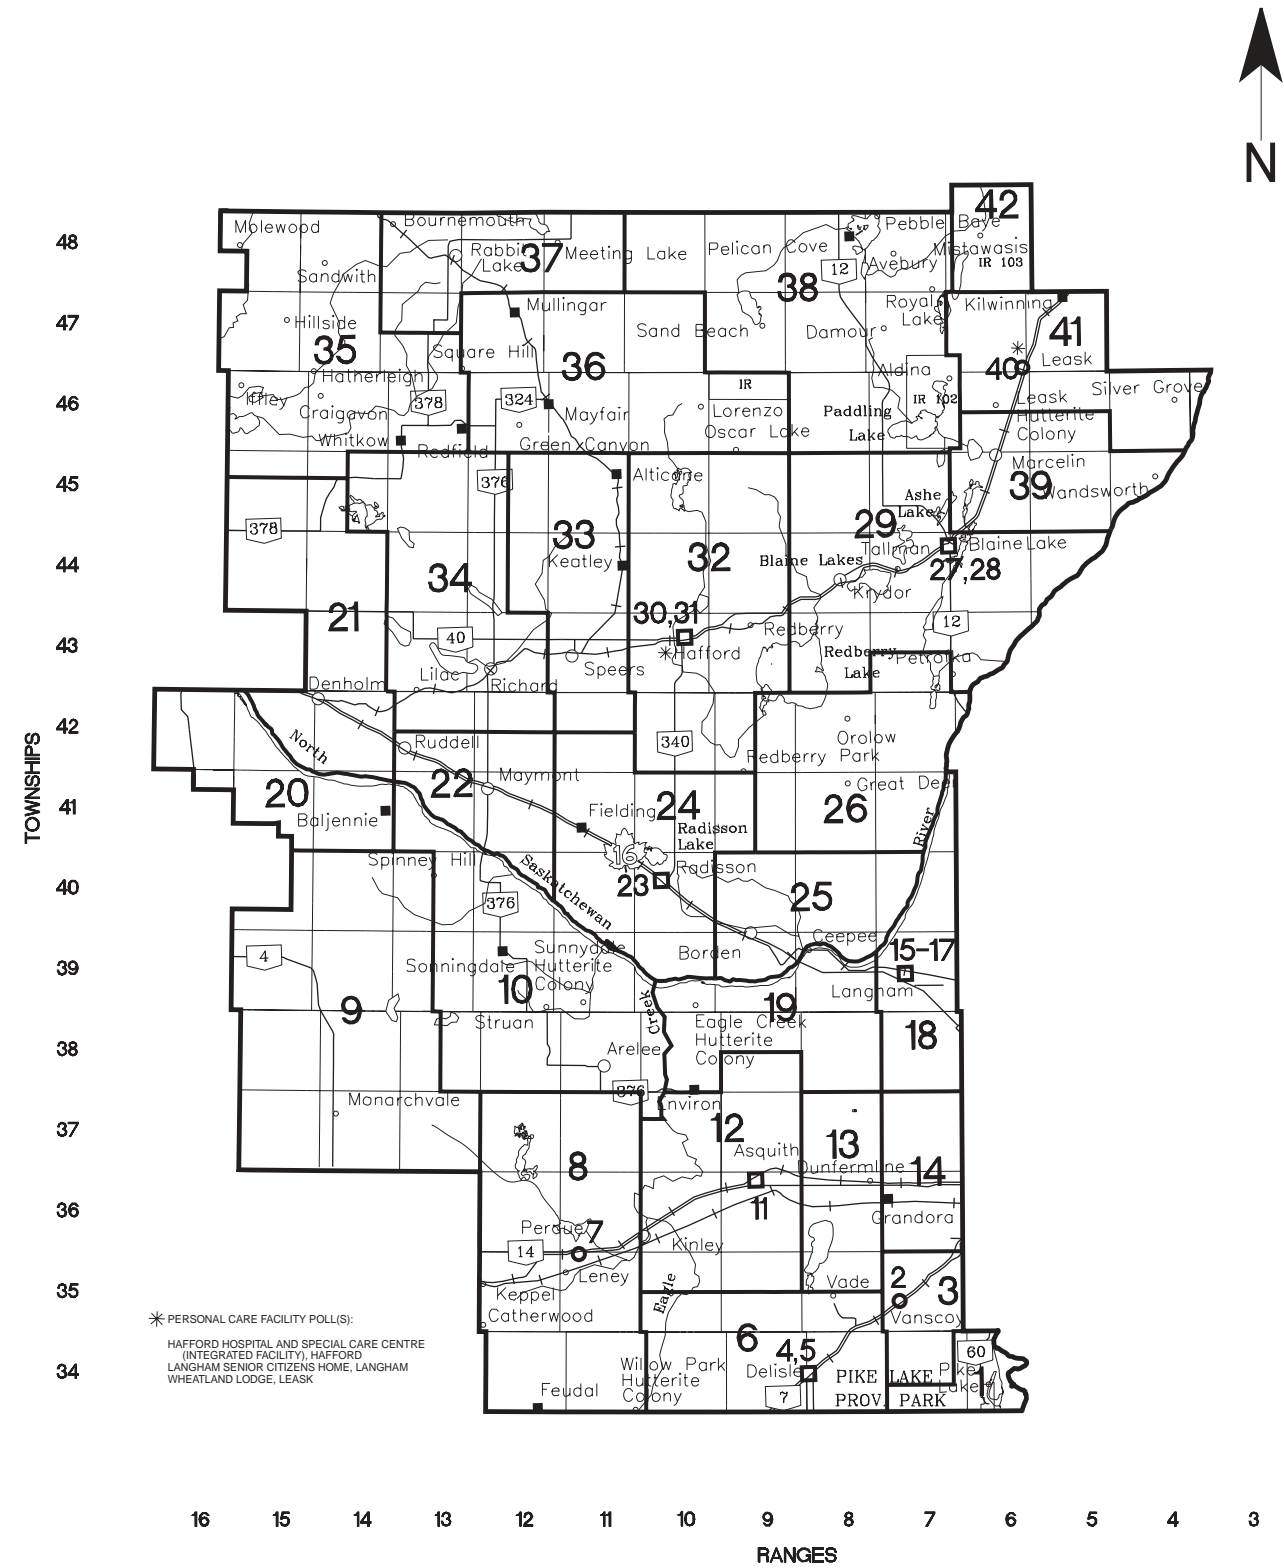 N
42
48
Molewood
Bournemouth
Pebble Baye
Rabbit
Lake
37
Meeting Lake
Pelican Cove
Mistawasis
IR 103
Sandwith
12
Avebury
38
47
Hillside
Mullingar
Royal
Lake
Kilwinning
Sand Beach
Damour
41
35
Square Hill
36
Leask
40
Hatherleigh
Aldina
IR
Silver Grove
46
Iffley
378
324
Craigavon
Mayfair
Lorenzo
Paddling
Lake
IR 102
Leask
Hutterite
Colony
Whitkow
Redfield
Green Canyon
Oscar Lake
Marcelin
45
376
Alticane
Ashe
Lake
39
Wandsworth
378
33
29
Tallman
Blaine Lake
44
34
Keatley
32
Blaine Lakes
27,28
Krydor
21
30,31
12
43
40
Redberry
Hafford
Redberry
Lake
Petrofka
Lilac
Speers
Denholm
Richard
TOWNSHIPS
42
North
Ruddell
340
Orolow
Redberry Park
20
22
Maymont
Great Deer
41
Baljennie
Fielding
24
26
Radisson
Lake
River
Spinney Hill
16
Saskatchewan
Radisson
40
23
25
376
Ceepee
15-17
4
Sunnydale
Hutterite
Colony
Borden
39
Sonningdale
10
Langham
9
19
Struan
Creek
Eagle Creek
Hutterite
Colony
18
38
Arelee
376
Environ
Monarchvale
37
12
13
Asquith
8
Dunfermline
14
36
11
Perdue
7
Grandora
14
Kinley
Leney
35
Keppel
Eagle
Vade
2
3
Catherwood
Vanscoy
PERSONAL CARE FACILITY POLL(S):
6
4,5
60
HAFFORD HOSPITAL AND SPECIAL CARE CENTRE
(INTEGRATED FACILITY), HAFFORD
LANGHAM SENIOR CITIZENS HOME, LANGHAM
WHEATLAND LODGE, LEASK
34
Willow Park
Hutterite
Colony
Delisle
PIKE LAKE
PROV. PARK
Pike
Lake
1
Feudal
7
16 15 14 13 12 11 10 9 8 7 6 5 4 3
RANGES